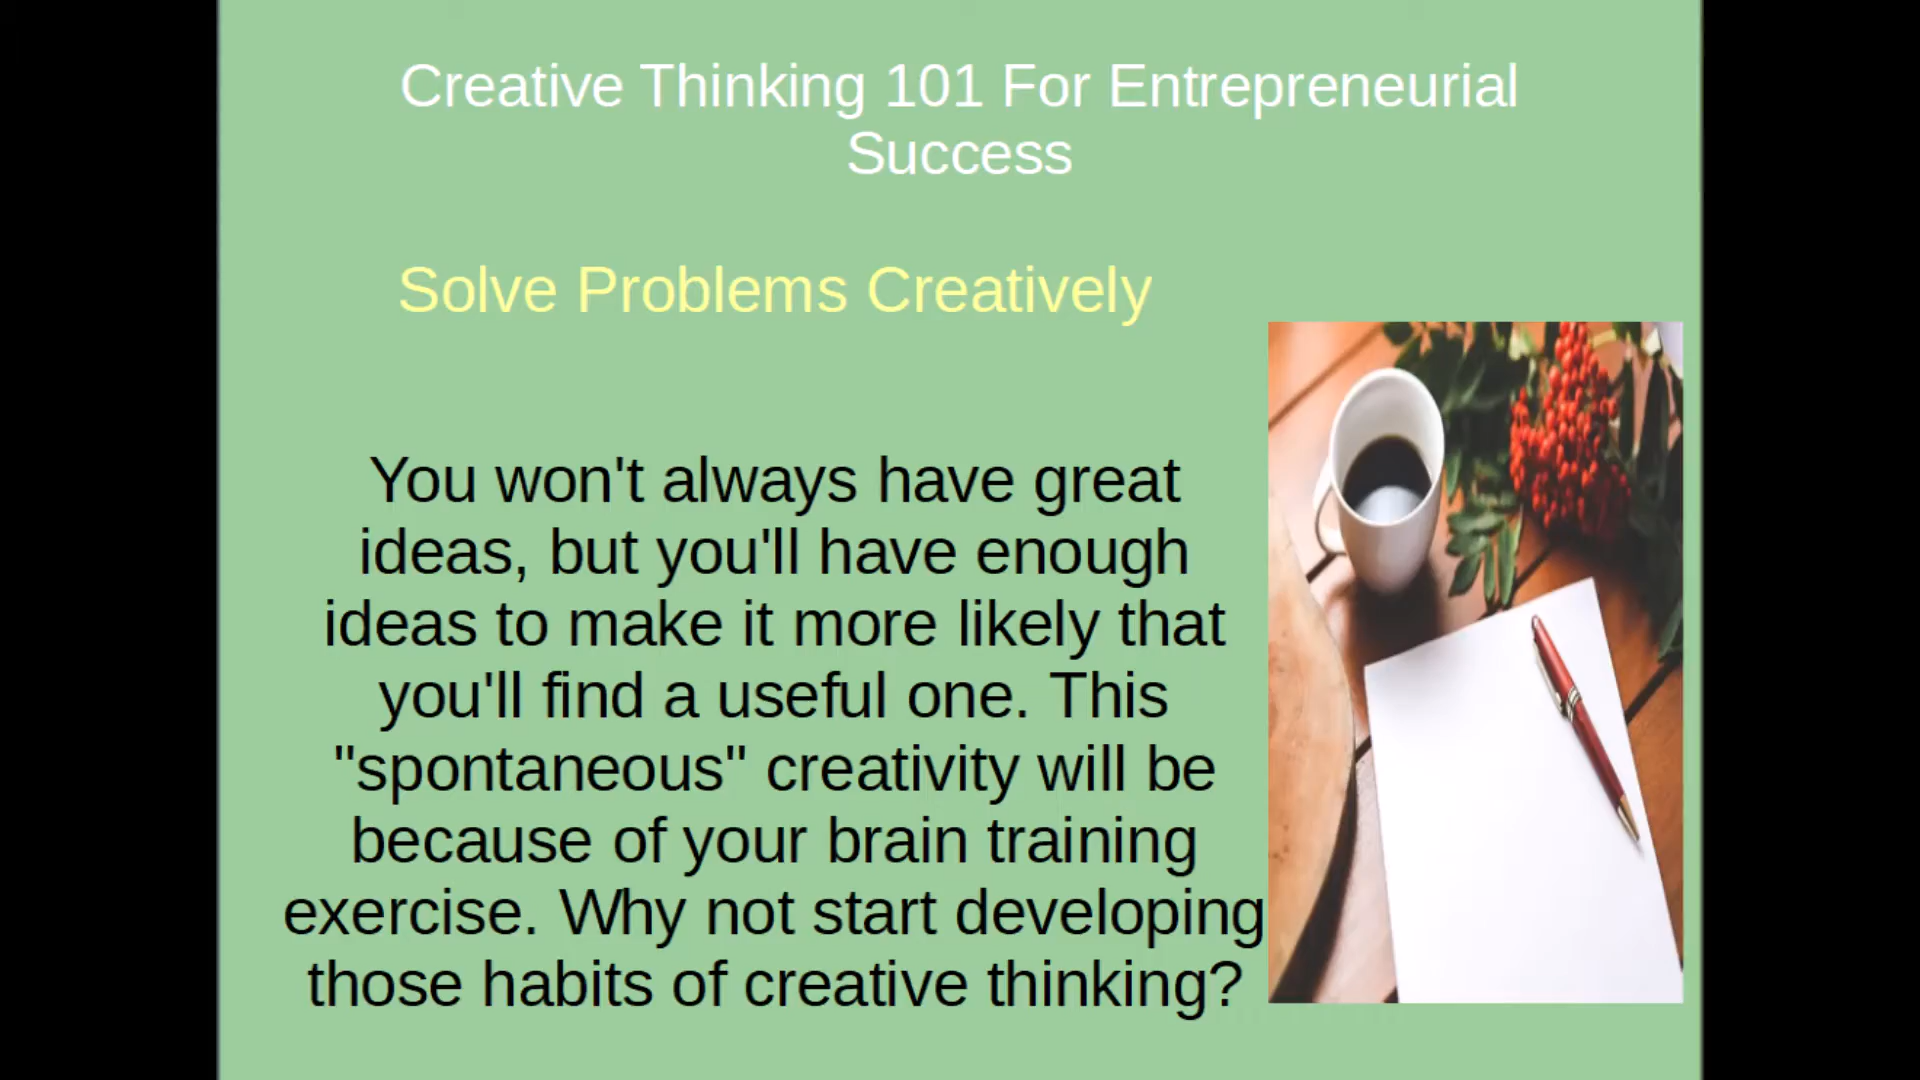 Creative Thinking 101 For Entrepreneurial
Success
Solve Problems Creatively
You won't always have great
ideas, but you'll have enough
ideas to make it more likely that
you'll find a useful one. This
"spontaneous" creativity will be
because of your brain training
exercise. Why not start developing
those habits of creative thinking?